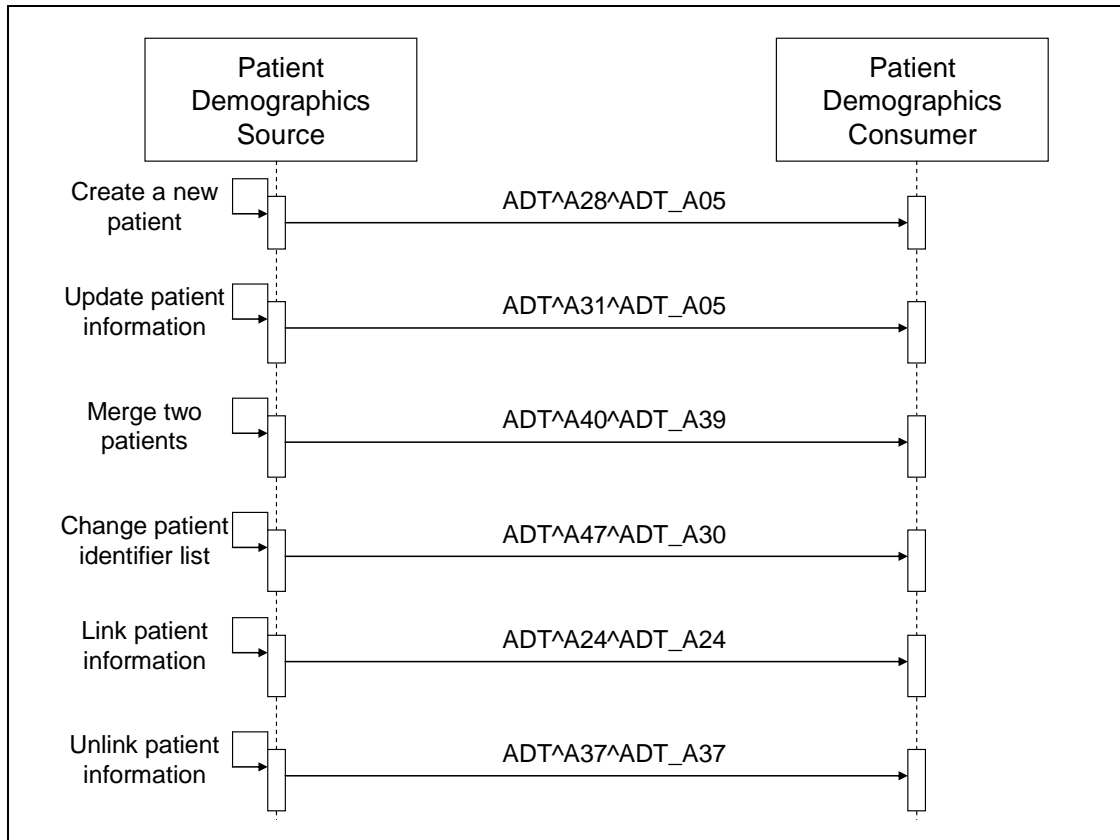 Patient
Demographics
Source
Patient
Demographics
Consumer
Create a new
patient
ADT^A28^ADT_A05
Update patient
information
ADT^A31^ADT_A05
Merge two
patients
ADT^A40^ADT_A39
Change patient
identifier list
ADT^A47^ADT_A30
Link patient
information
ADT^A24^ADT_A24
Unlink patient
information
ADT^A37^ADT_A37